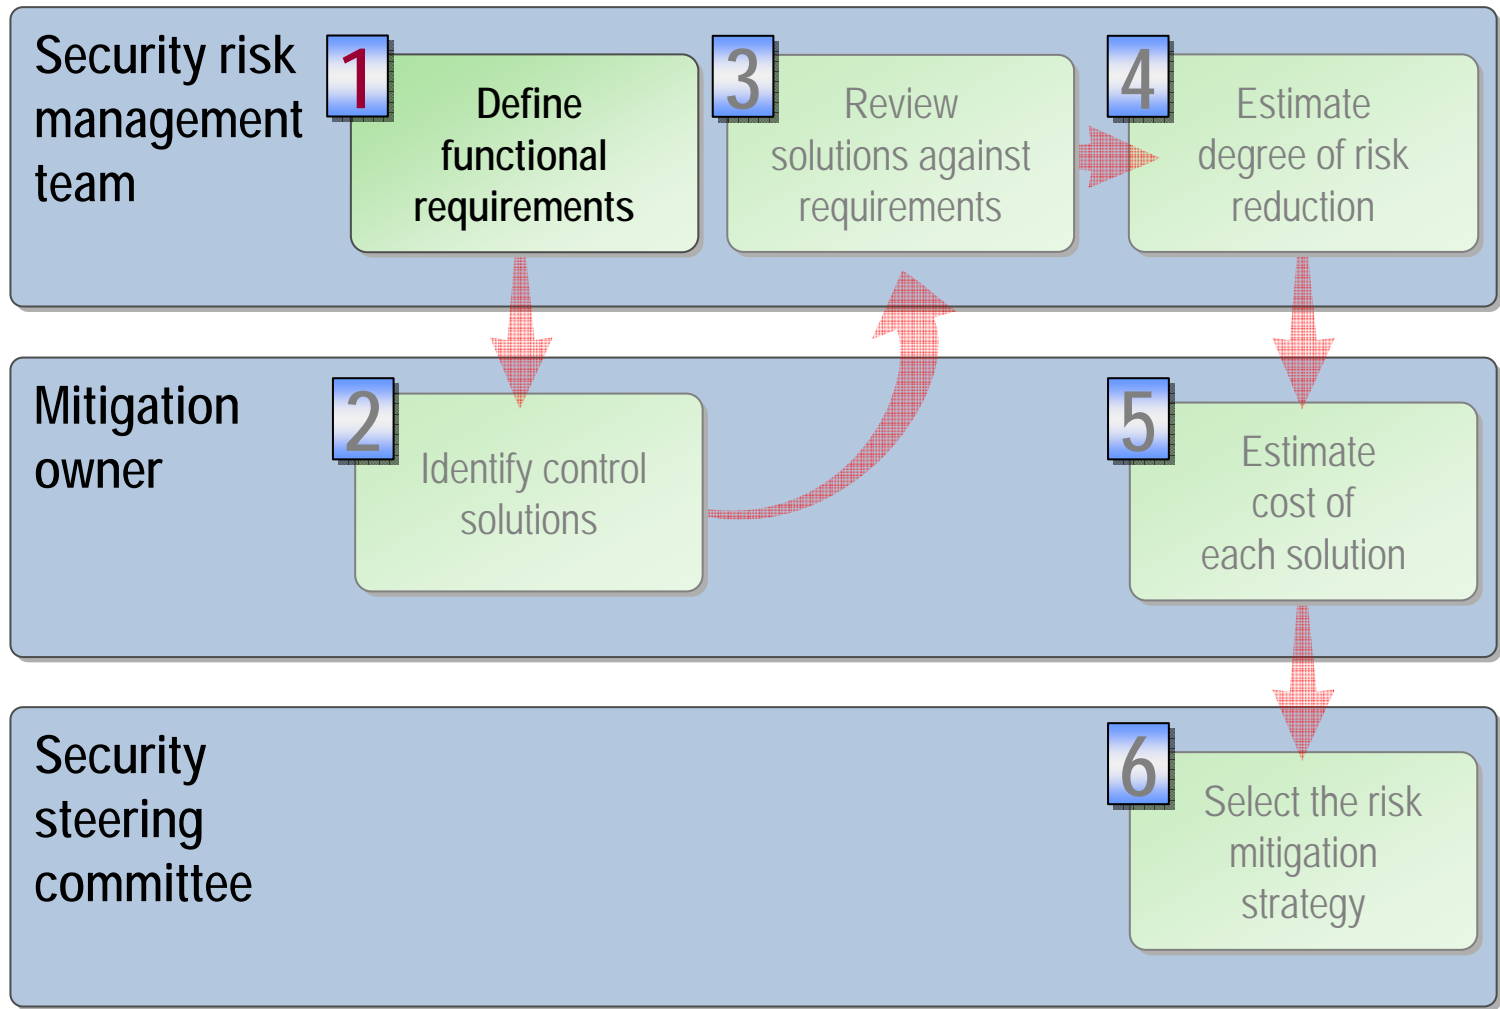 Security risk
management
team
1
Define
functional
requirements
3
Review
solutions against
requirements
4
Estimate
degree of risk
reduction
Mitigation
owner
2
Identify control
solutions
5
Estimate
cost of
each solution
Security
steering
committee
6
Select the risk
mitigation
strategy